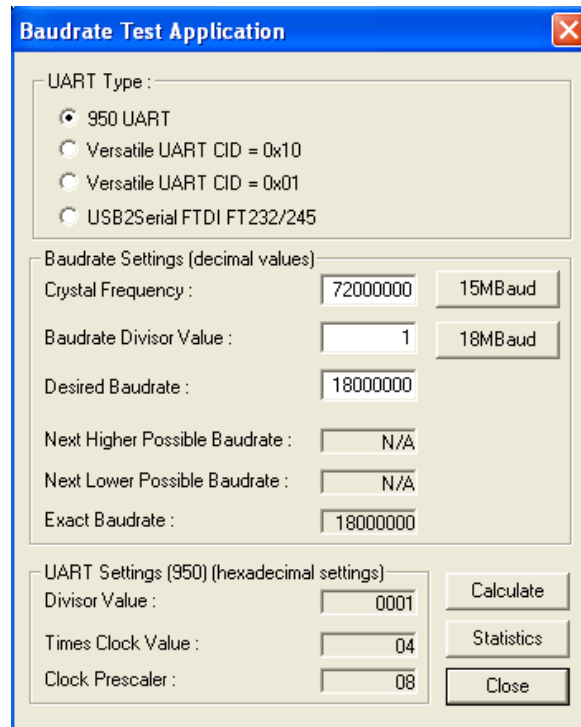 Baudrate Test Application
UART Type :
950 UART
Versatile UART CID = 0x10
Versatile UART CID = 0x01
USB2Serial FTDI FT232/245
Baudrate Settings (decimal values)
Crystal Frequency : 72000000 15MBaud
Baudrate Divisor Value : 1 18MBaud
Desired Baudrate : 18000000
Next Higher Possible Baudrate : N/A
Next Lower Possible Baudrate : N/A
Exact Baudrate : 18000000
UART Settings (950) (hexadecimal settings)
Divisor Value : 0001 Calculate
Times Clock Value : 04 Statistics
Clock Prescaler : 08 Close